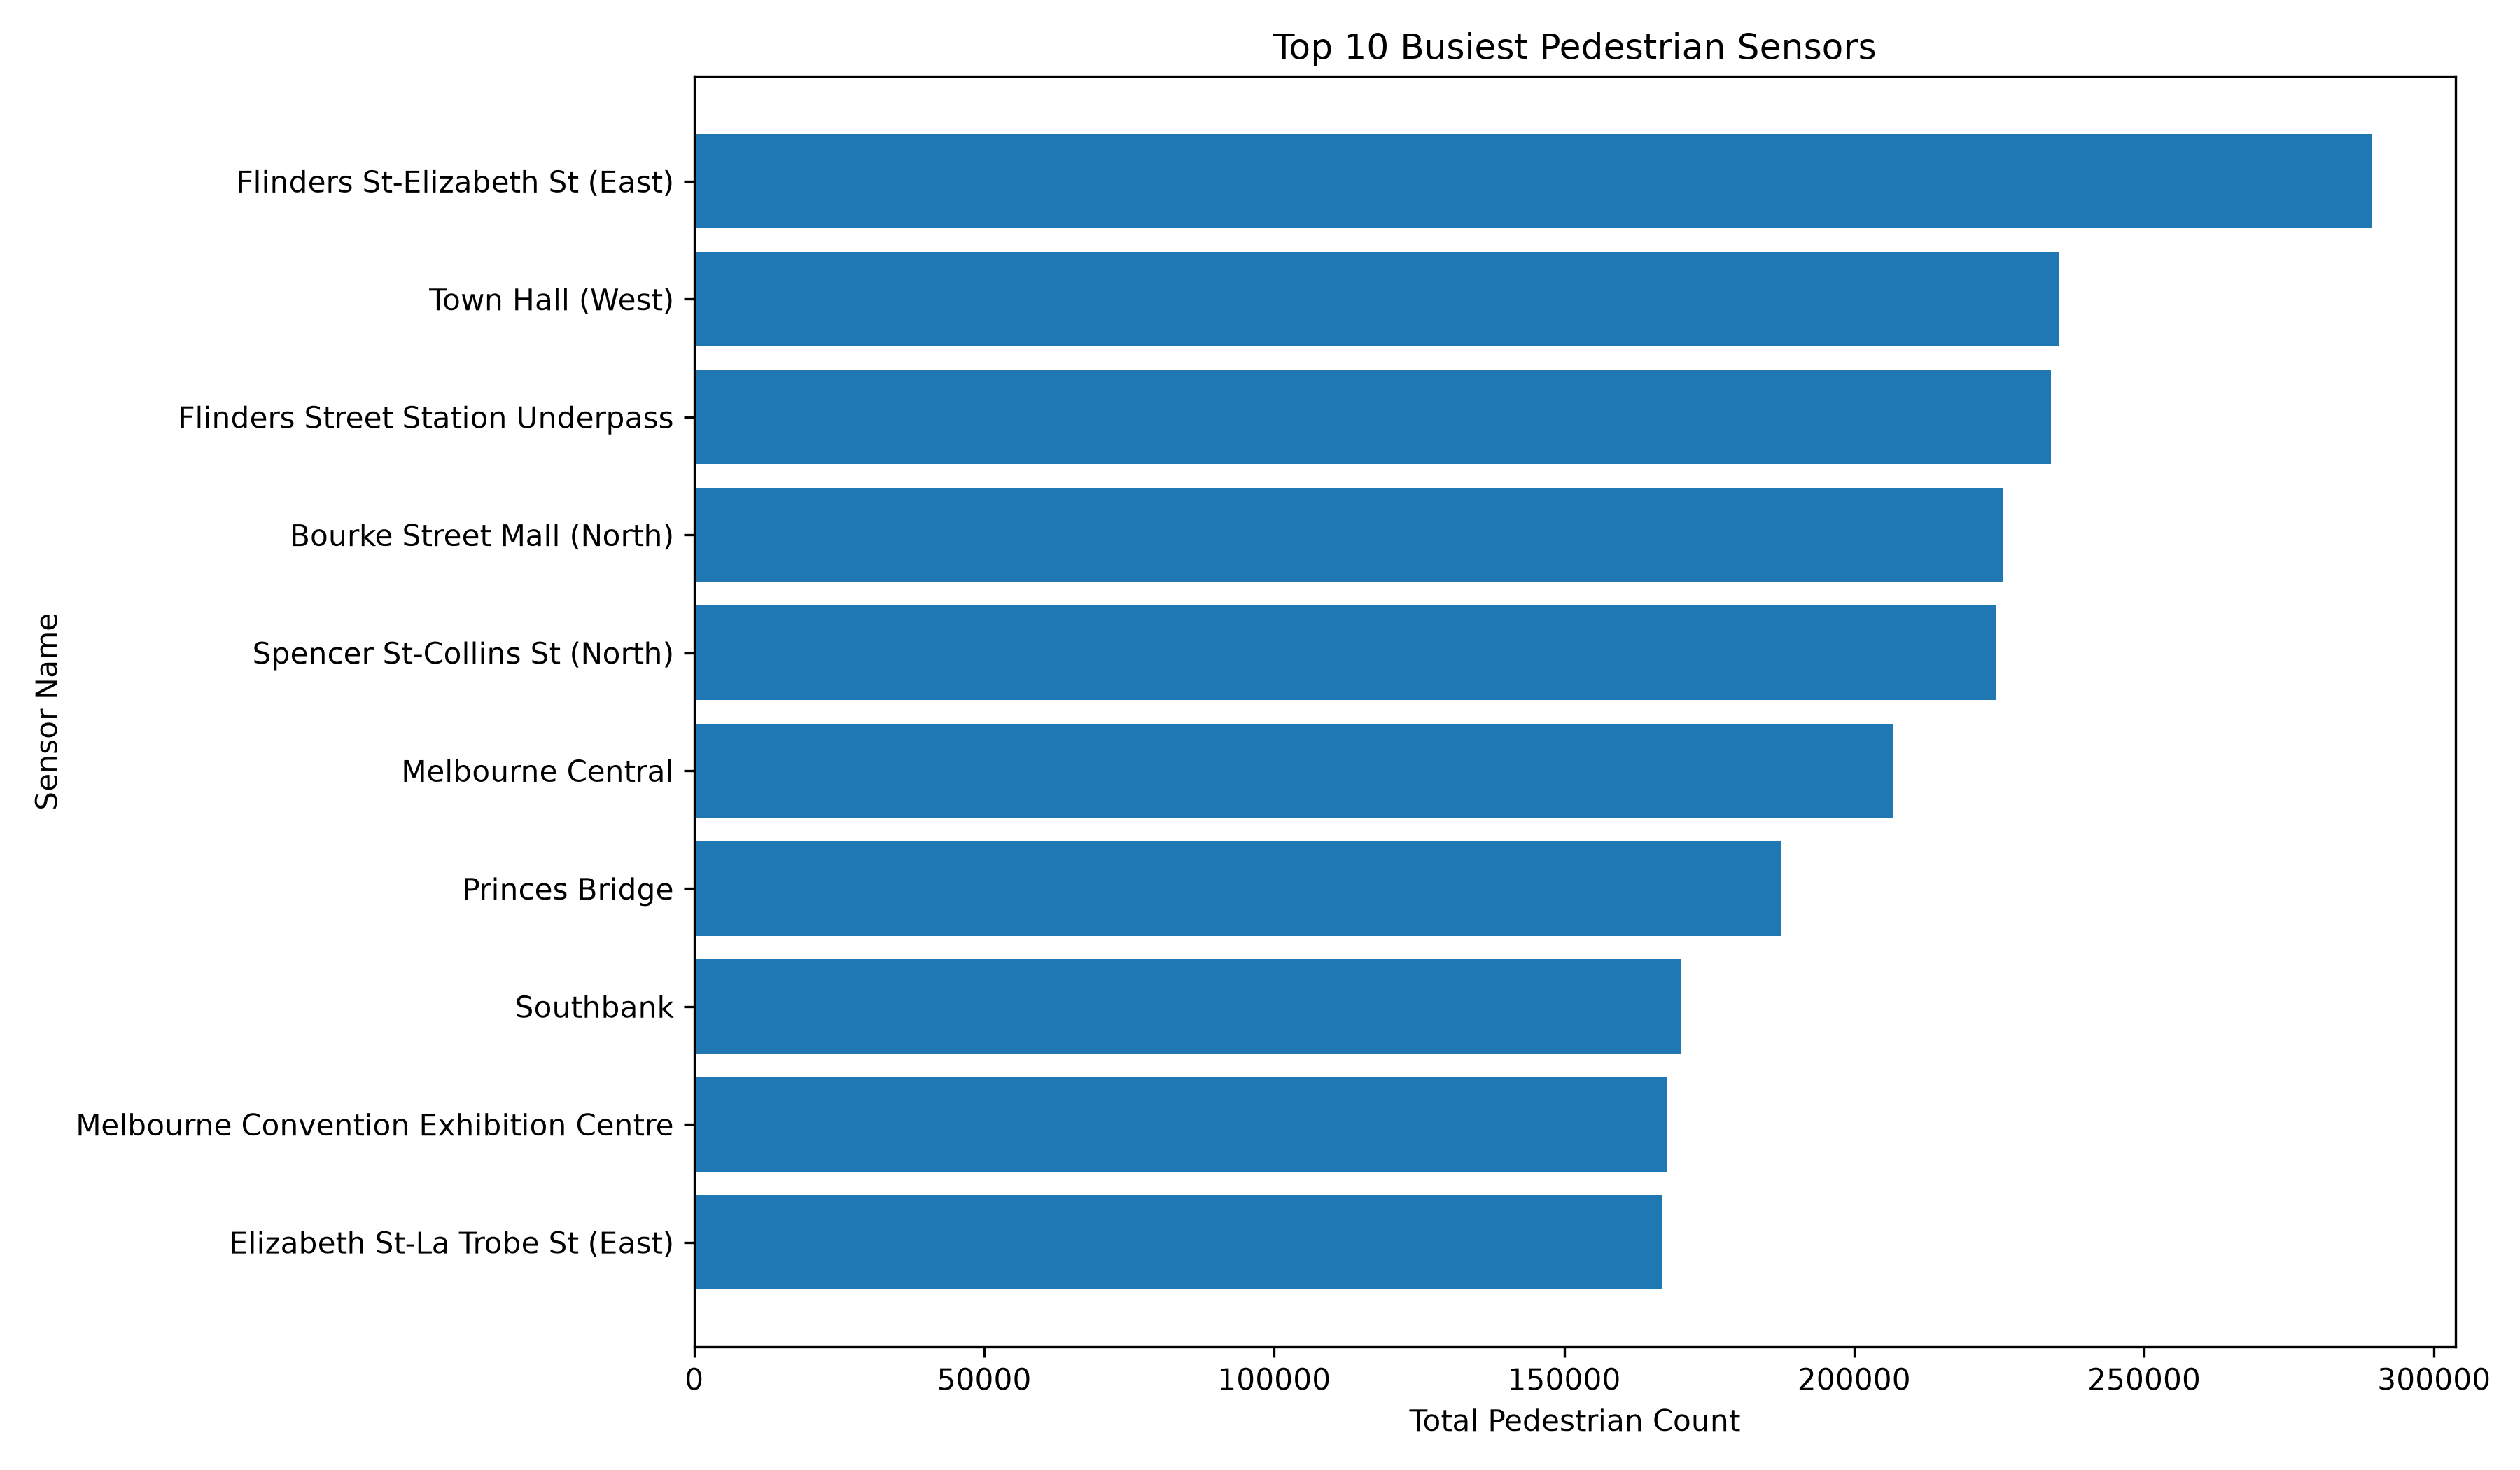 Top 10 Busiest Pedestrian Sensors
Sensor Name
Flinders St-Elizabeth St (East)
Town Hall (West)
Flinders Street Station Underpass
Bourke Street Mall (North)
Spencer St-Collins St (North)
Melbourne Central
Princes Bridge
Southbank
Melbourne Convention Exhibition Centre
Elizabeth St-La Trobe St (East)
0 50000 100000 150000 200000 250000 300000
Total Pedestrian Count